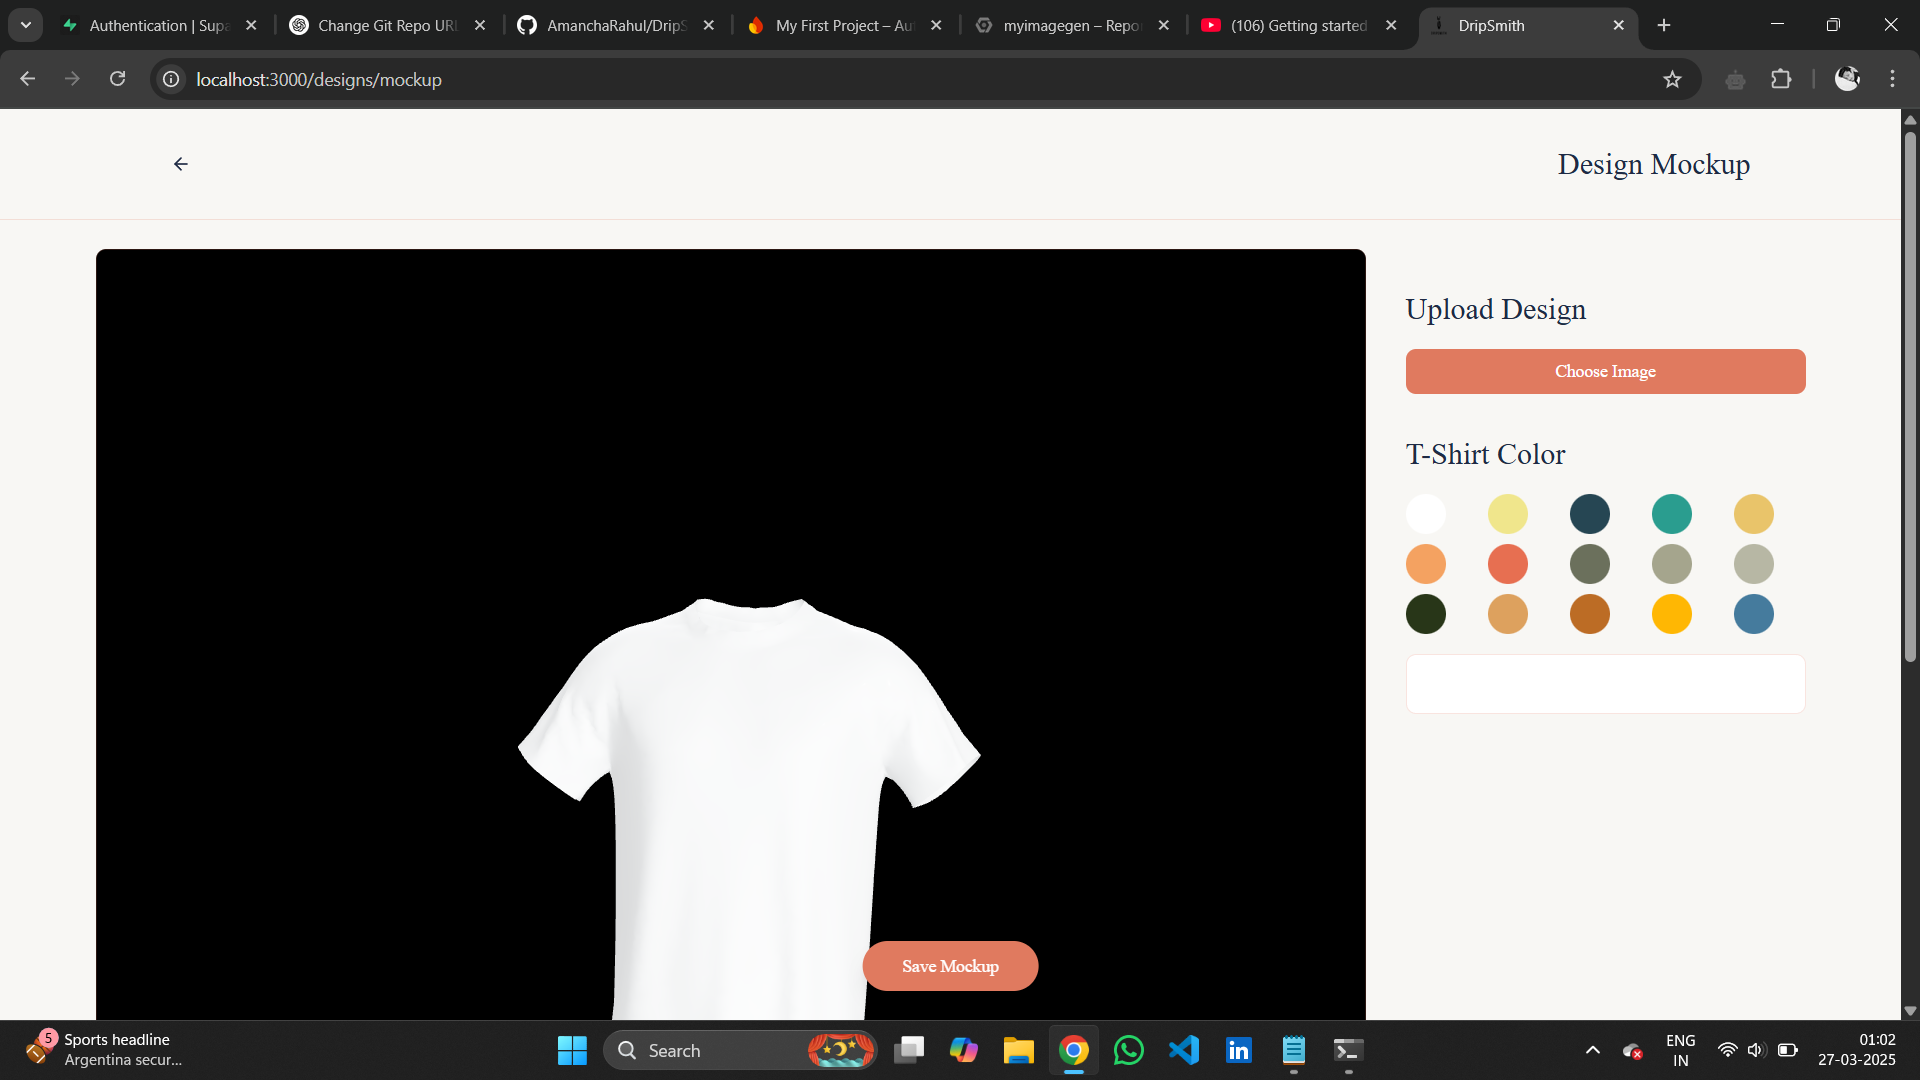 Authentication | Supa
Change Git Repo URL
AmanchaRahul/DripS
My First Project – Au
myimagegen – Repo
(106) Getting started
DripSmith
localhost:3000/designs/mockup
Design Mockup
Upload Design
Choose Image
T-Shirt Color
Save Mockup
5
Sports headline
Argentina secur...
Search
ENG
IN
01:02
27-03-2025